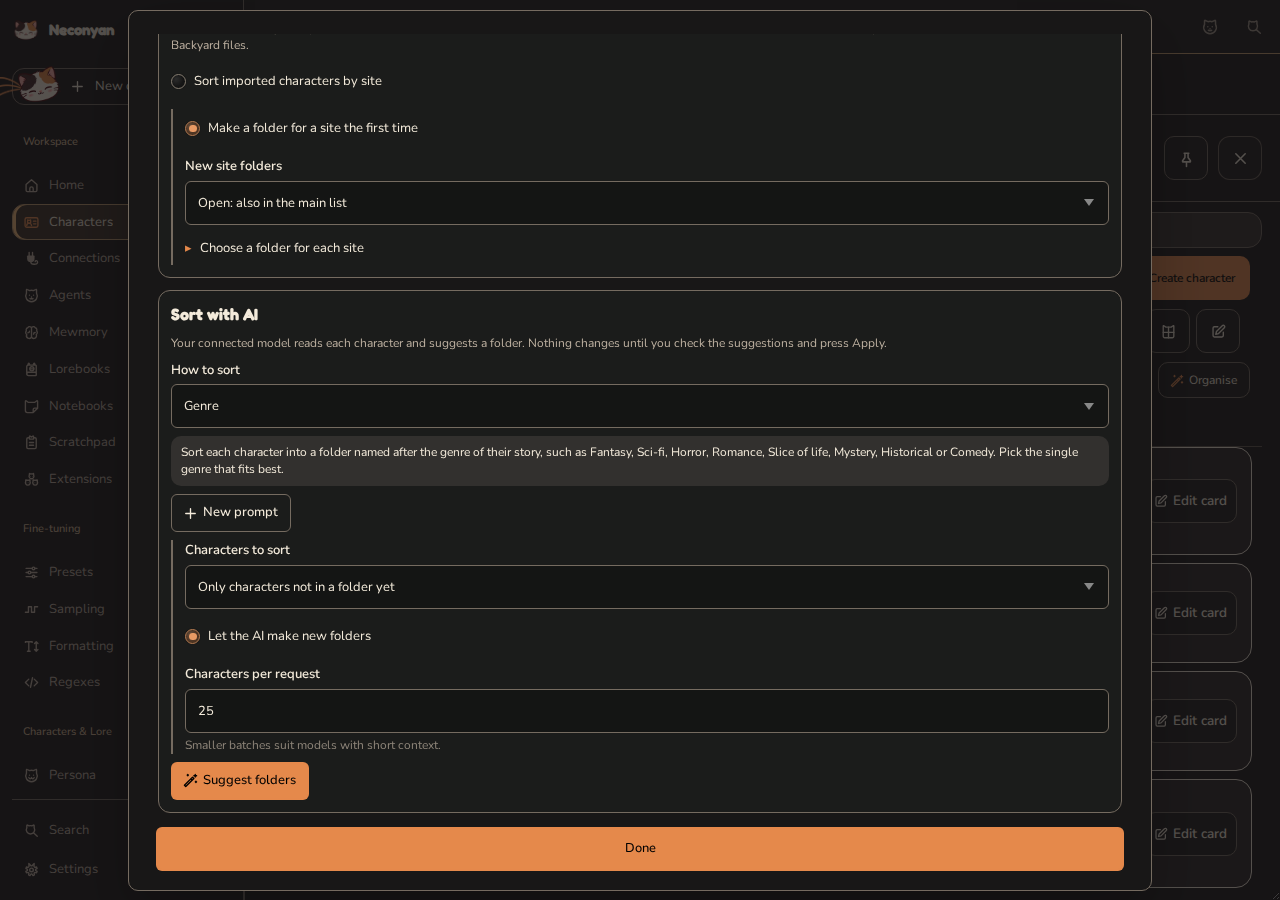 Neconyan
New
Workspace
Home
Characters
Connections
Agents
Mewmory
Lorebooks
Notebooks
Scratchpad
Extensions
Fine-tuning
Presets
Sampling
Formatting
Regexes
Characters & Lore
Persona
Search
Settings
Backyard files.
Sort imported characters by site
Make a folder for a site the first time
New site folders
Open: also in the main list
Choose a folder for each site
Sort with AI
Your connected model reads each character and suggests a folder. Nothing changes until you check the suggestions and press Apply.
How to sort
Genre
Sort each character into a folder named after the genre of their story, such as Fantasy, Sci-fi, Horror, Romance, Slice of life, Mystery, Historical or Comedy. Pick the single
genre that fits best.
New prompt
Characters to sort
Only characters not in a folder yet
Let the AI make new folders
Characters per request
25
Smaller batches suit models with short context.
Suggest folders
Done
Create character
Organise
Edit card
Edit card
Edit card
Edit card